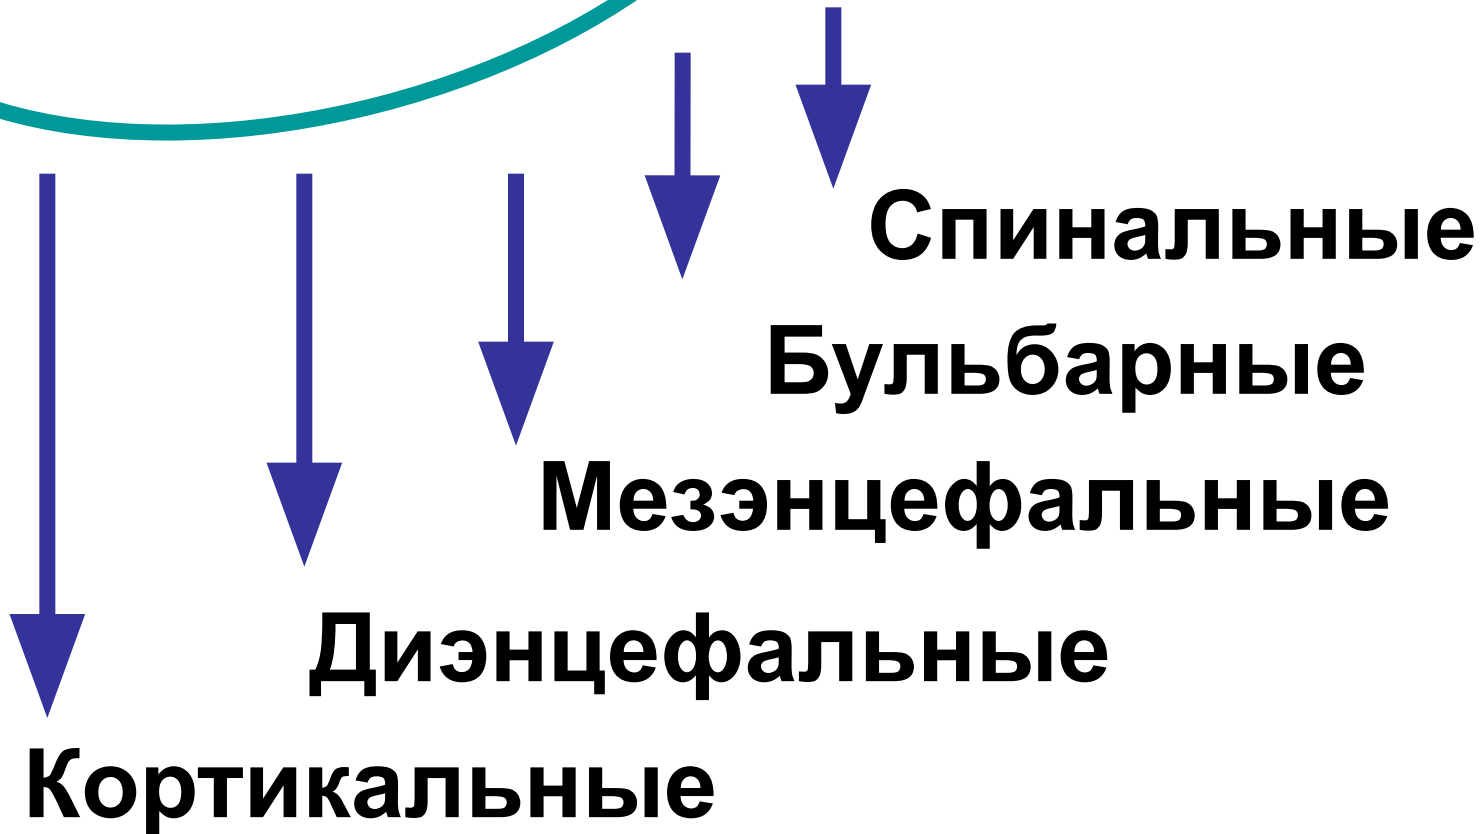 Спинальные
Бульбарные
Мезэнцефальные
Диэнцефальные
Кортикальные